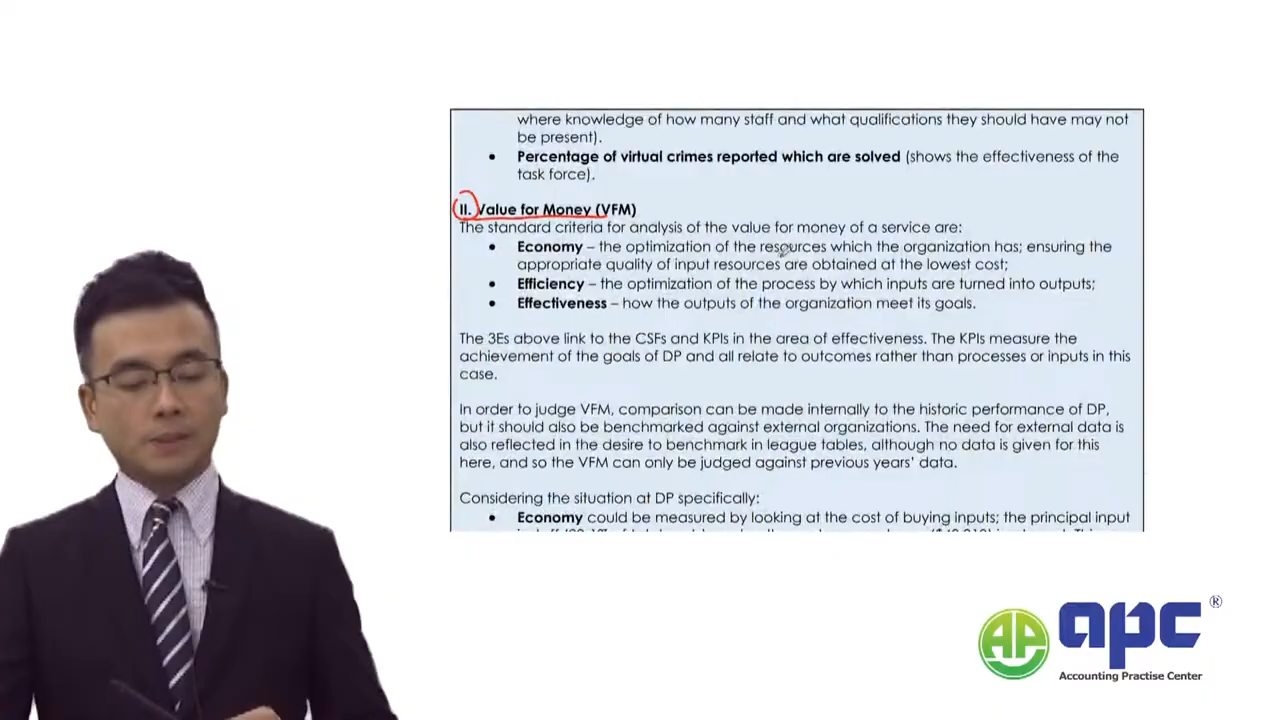 where knowledge of how many staff and what qualifications they should have may not
be present).
• Percentage of virtual crimes reported which are solved (shows the effectiveness of the
task force).
II. Value for Money (VFM)
The standard criteria for analysis of the value for money of a service are:
• Economy – the optimization of the resources which the organization has; ensuring the
appropriate quality of input resources are obtained at the lowest cost;
• Efficiency – the optimization of the process by which inputs are turned into outputs;
• Effectiveness – how the outputs of the organization meet its goals.
The 3Es above link to the CSFs and KPIs in the area of effectiveness. The KPIs measure the
achievement of the goals of DP and all relate to outcomes rather than processes or inputs in this
case.
In order to judge VFM, comparison can be made internally to the historic performance of DP,
but it should also be benchmarked against external organizations. The need for external data is
also reflected in the desire to benchmark in league tables, although no data is given for this
here, and so the VFM can only be judged against previous years' data.
Considering the situation at DP specifically:
• Economy could be measured by looking at the cost of buying inputs; the principal input
apc ®
Accounting Practise Center